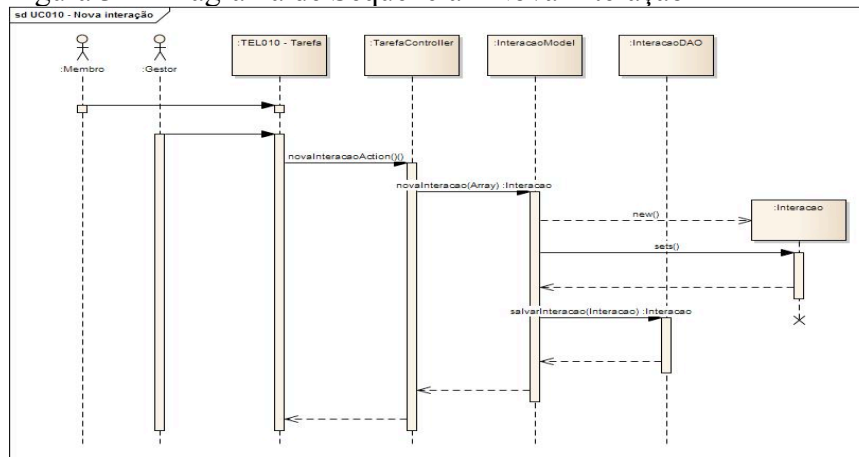 sd UC010 - Nova interação
:Membro
:Gestor
:TEL010 - Tarefa
:TarefaController
:InteracaoModel
:InteracaoDAO
novaInteracaoAction()()
novaInteracao(Array) :Interacao
new()
:Interacao
sets()
salvarInteracao(Interacao) :Interacao